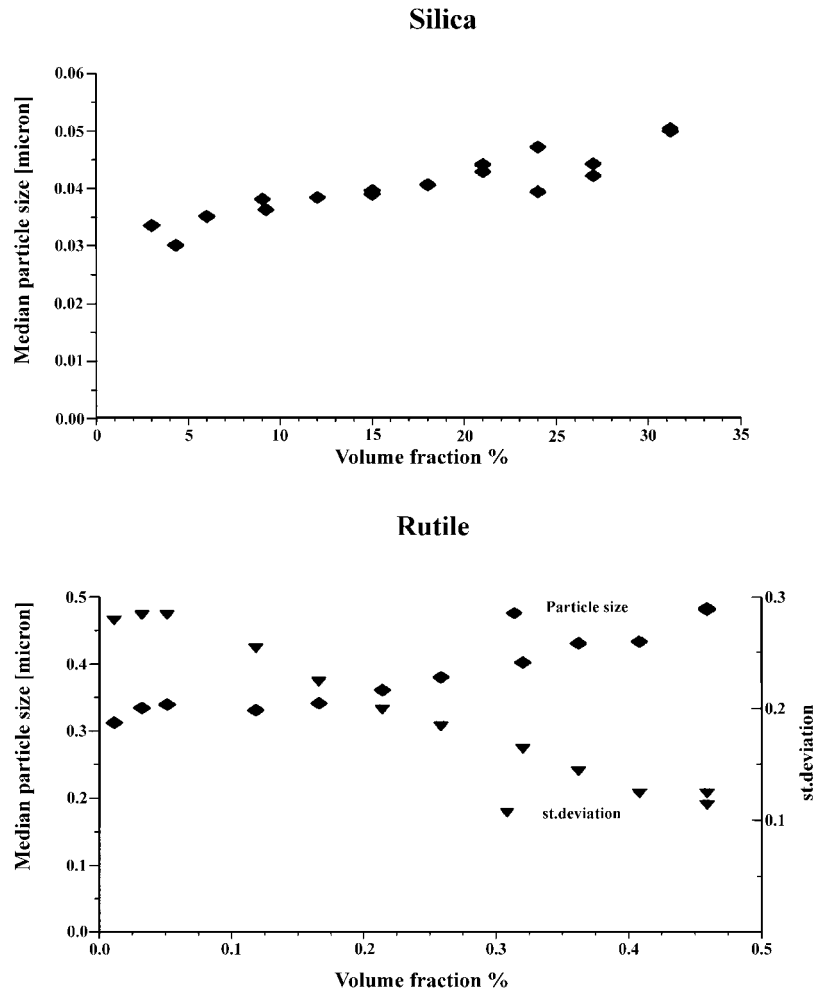 Silica
Median particle size [micron]
0.06
0.05
0.04
0.03
0.02
0.01
0.00
0 5 10 15 20 25 30 35
Volume fraction %
Rutile
Median particle size [micron]
0.5
0.4
0.3
0.2
0.1
0.0
Particle size
st.deviation
0.3
0.2
0.1
st.deviation
0.0 0.1 0.2 0.3 0.4 0.5
Volume fraction %